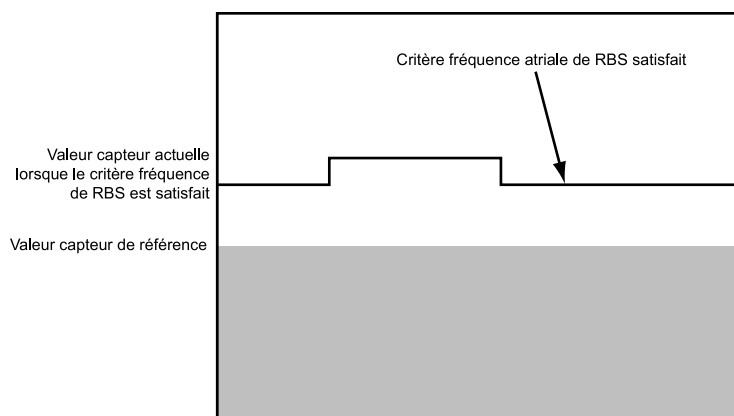 Critère fréquence atriale de RBS satisfait
Valeur capteur actuelle
lorsque le critère fréquence
de RBS est satisfait
Valeur capteur de référence